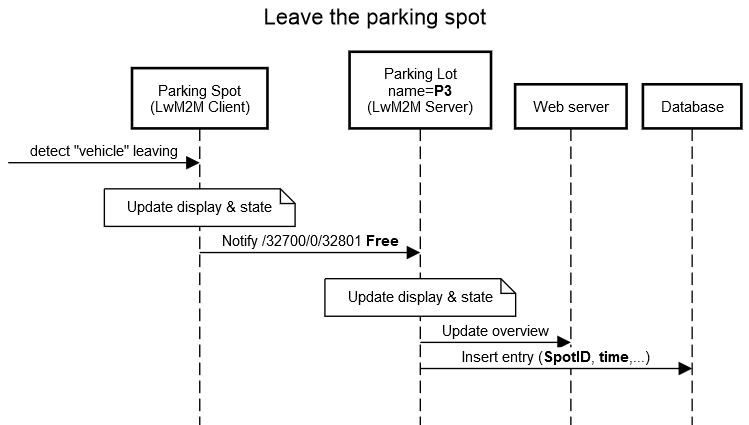 Leave the parking spot
Parking Spot
(LwM2M Client)
Parking Lot
name=P3
(LwM2M Server)
Web server
Database
detect "vehicle" leaving
Update display & state
Notify /32700/0/32801 Free
Update display & state
Update overview
Insert entry (SpotID, time,...)